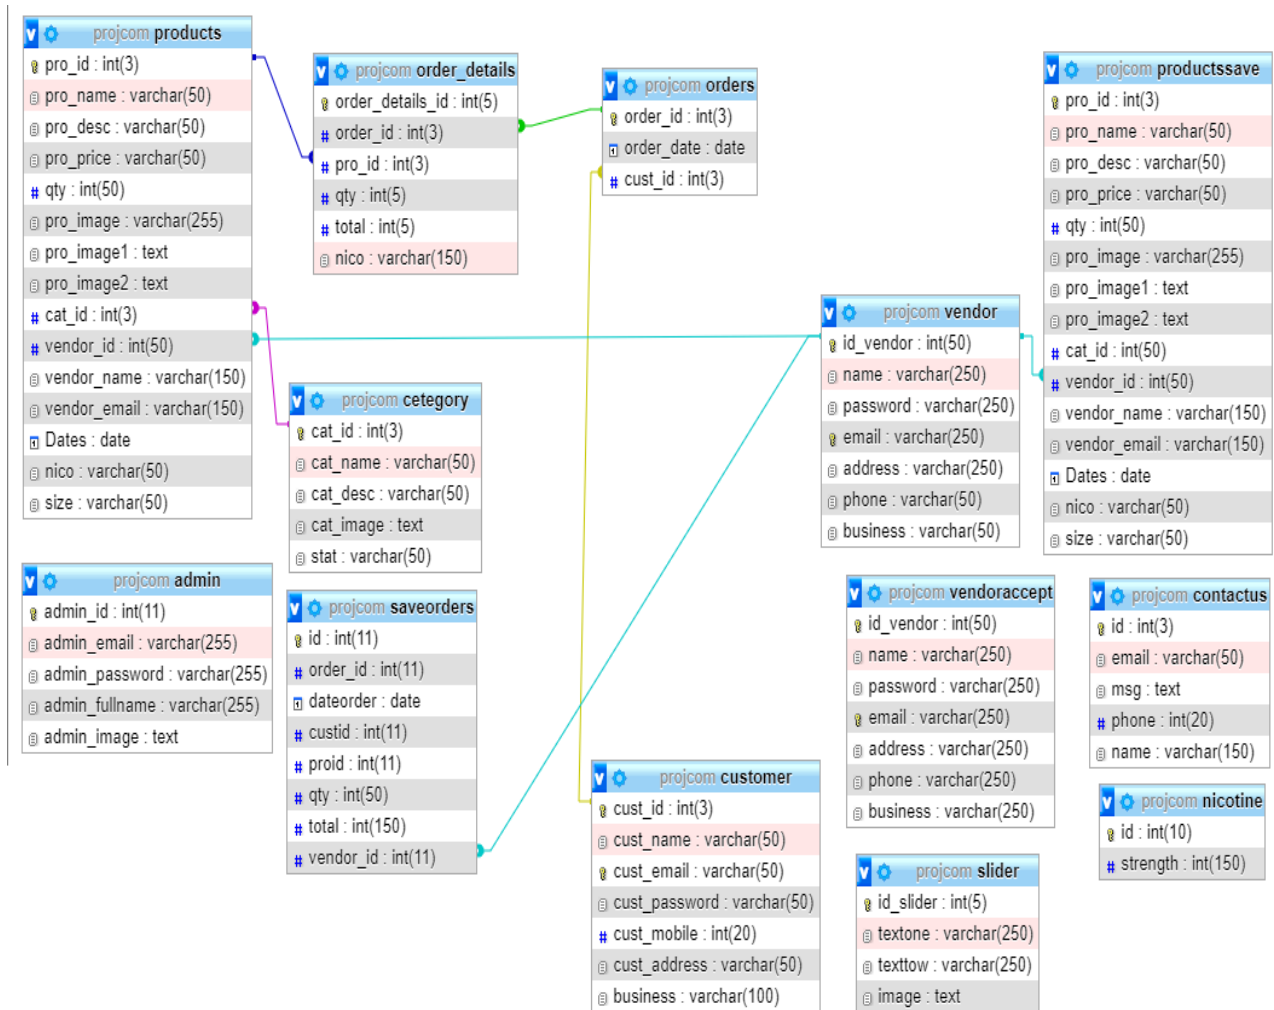 projcom products
pro_id : int(3)
pro_name : varchar(50)
pro_desc : varchar(50)
pro_price : varchar(50)
# qty : int(50)
pro_image : varchar(255)
pro_image1 : text
pro_image2 : text
# cat_id : int(3)
# vendor_id : int(50)
vendor_name : varchar(150)
vendor_email : varchar(150)
Dates : date
nico : varchar(50)
size : varchar(50)
projcom order_details
order_details_id : int(5)
# order_id : int(3)
# pro_id : int(3)
# qty : int(5)
# total : int(5)
nico : varchar(150)
projcom orders
order_id : int(3)
order_date : date
# cust_id : int(3)
projcom productssave
pro_id : int(3)
pro_name : varchar(50)
pro_desc : varchar(50)
pro_price : varchar(50)
# qty : int(50)
pro_image : varchar(255)
pro_image1 : text
pro_image2 : text
# cat_id : int(50)
# vendor_id : int(50)
vendor_name : varchar(150)
vendor_email : varchar(150)
Dates : date
nico : varchar(50)
size : varchar(50)
projcom vendor
id_vendor : int(50)
name : varchar(250)
password : varchar(250)
email : varchar(250)
address : varchar(250)
phone : varchar(50)
business : varchar(50)
projcom cetegory
cat_id : int(3)
cat_name : varchar(50)
cat_desc : varchar(50)
cat_image : text
stat : varchar(50)
projcom admin
admin_id : int(11)
admin_email : varchar(255)
admin_password : varchar(255)
admin_fullname : varchar(255)
admin_image : text
projcom saveorders
id : int(11)
# order_id : int(11)
dateorder : date
# custid : int(11)
# proid : int(11)
# qty : int(50)
# total : int(150)
# vendor_id : int(11)
projcom customer
cust_id : int(3)
cust_name : varchar(50)
cust_email : varchar(50)
cust_password : varchar(50)
# cust_mobile : int(20)
cust_address : varchar(50)
business : varchar(100)
projcom vendoraccept
id_vendor : int(50)
name : varchar(250)
password : varchar(250)
email : varchar(250)
address : varchar(250)
phone : varchar(250)
business : varchar(250)
projcom contactus
id : int(3)
email : varchar(50)
msg : text
# phone : int(20)
name : varchar(150)
projcom nicotine
id : int(10)
# strength : int(150)
projcom slider
id_slider : int(5)
textone : varchar(250)
texttow : varchar(250)
image : text